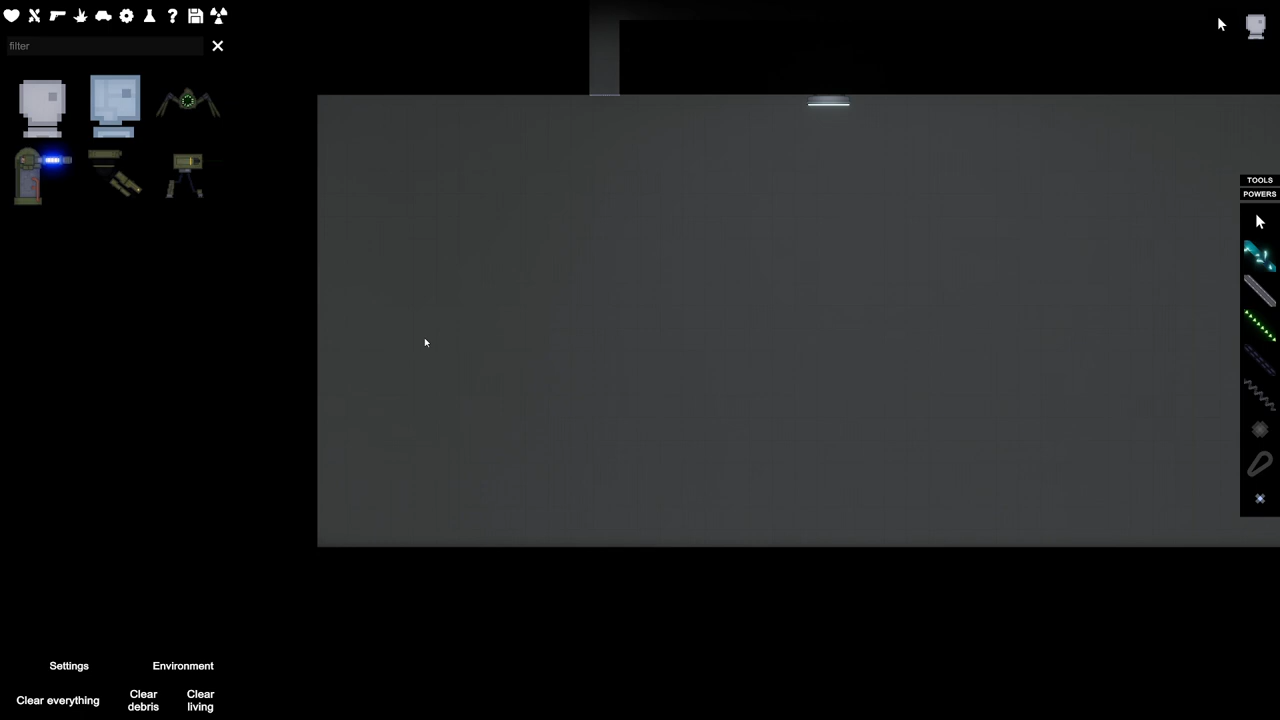 filter
TOOLS
POWERS
Settings
Environment
Clear everything
Clear
debris
Clear
living